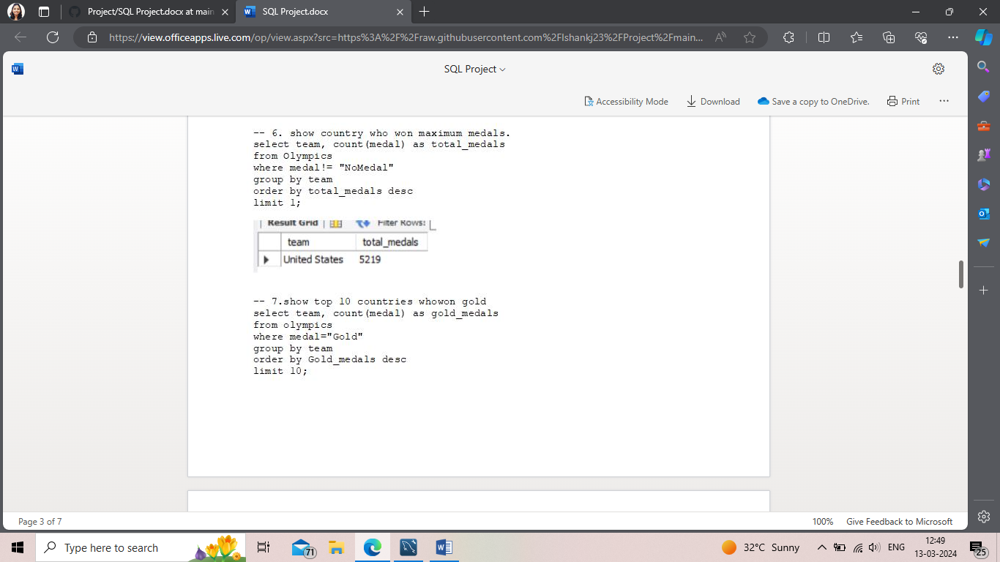 Project/SQL Project.docx at main
SQL Project.docx
https://view.officeapps.live.com/op/view.aspx?src=https%3A%2F%2Fraw.githubusercontent.com%2FIshankj23%2FProject%2Fmain...
SQL Project
Accessibility Mode
Download
Save a copy to OneDrive.
Print
-- 6. show country who won maximum medals.
select team, count(medal) as total_medals
from Olympics
where medal!= "NoMedal"
group by team
order by total_medals desc
limit 1;
Result Grid | Filter Rows:
team total_medals
United States 5219
-- 7.show top 10 countries whowon gold
select team, count(medal) as gold_medals
from olympics
where medal="Gold"
group by team
order by Gold_medals desc
limit 10;
Page 3 of 7
100%
Give Feedback to Microsoft
Type here to search
71
32°C Sunny
ENG
12:49
13-03-2024
25